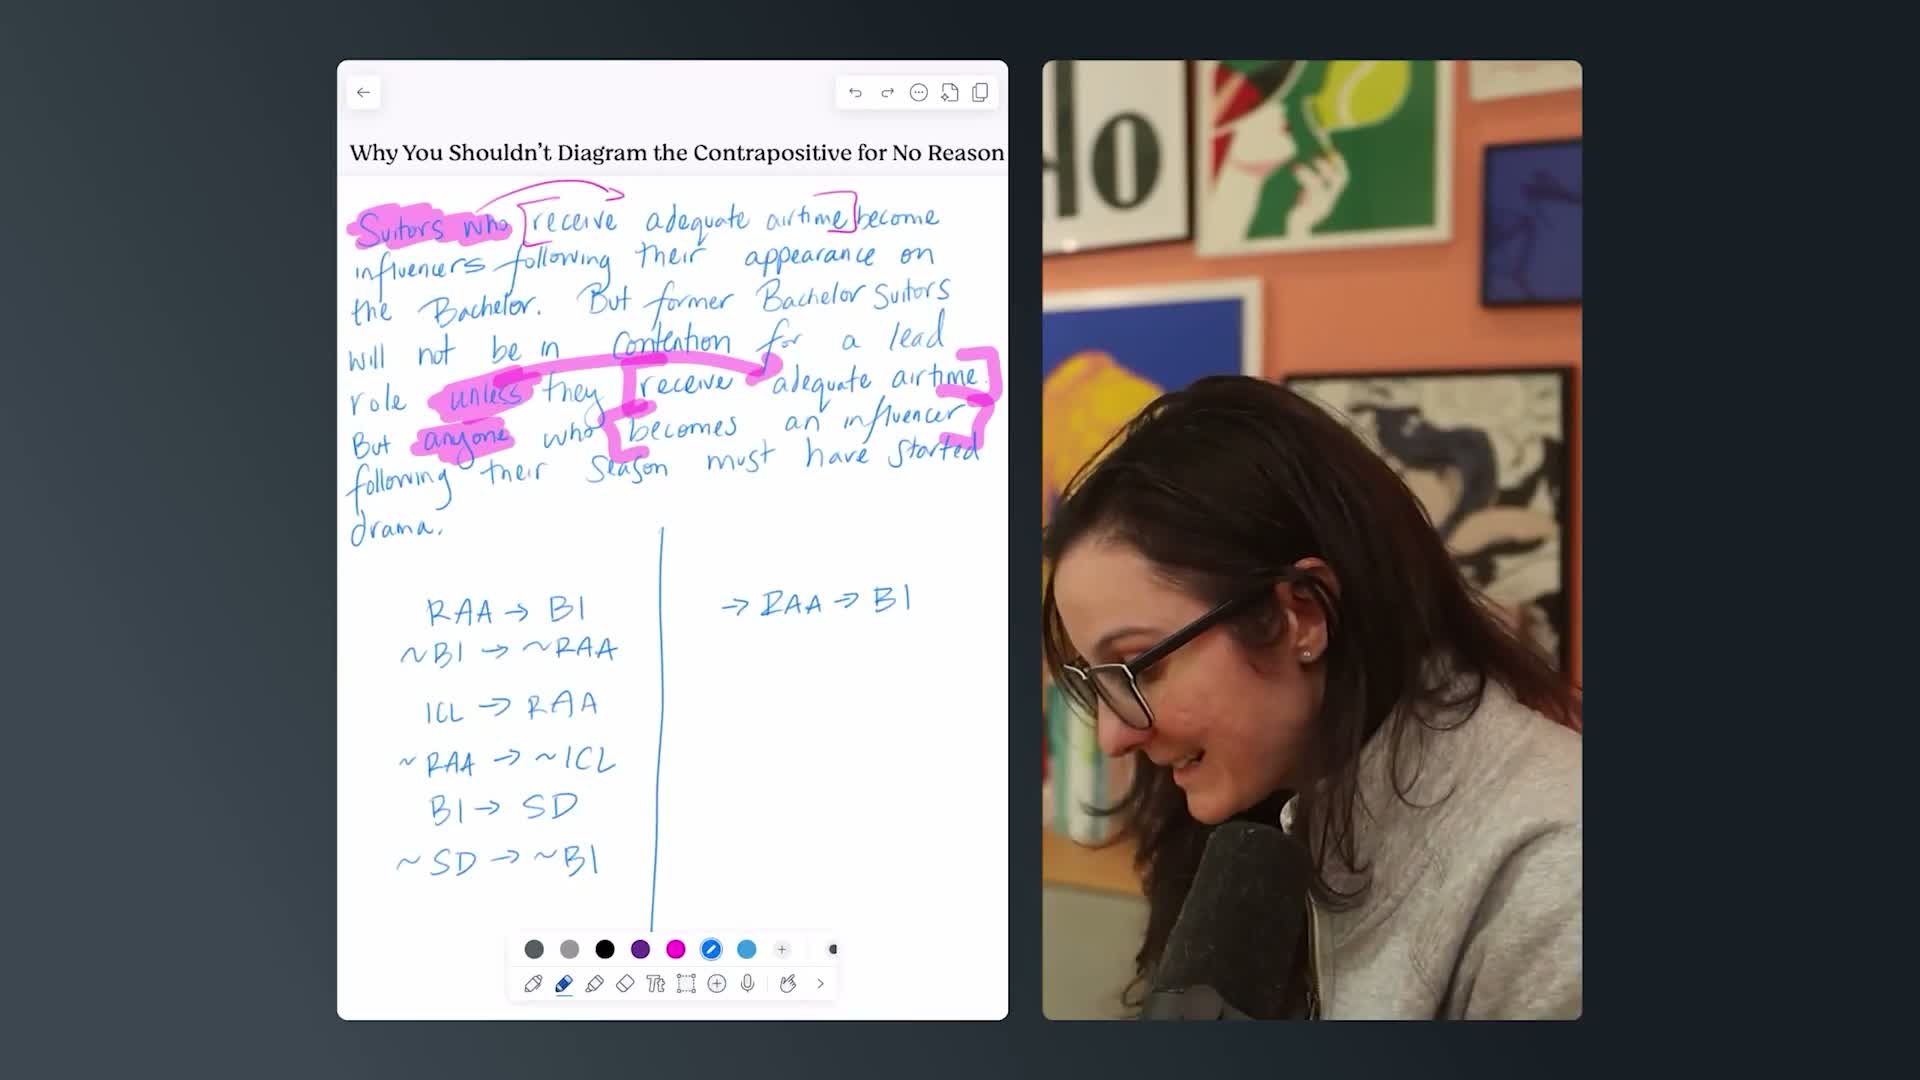 Why You Shouldn't Diagram the Contrapositive for No Reason
Suitors who receive adequate airtime become
influencers following their appearance on
the Bachelor. But former Bachelor suitors
will not be in contention for a lead
role unless they receive adequate airtime.
But anyone who becomes an influencer
following their season must have started
drama.
RAA → BI
~BI → ~RAA
ICL → RAA
~RAA → ~ICL
BI → SD
~SD → ~BI
→ RAA → BI
Tt